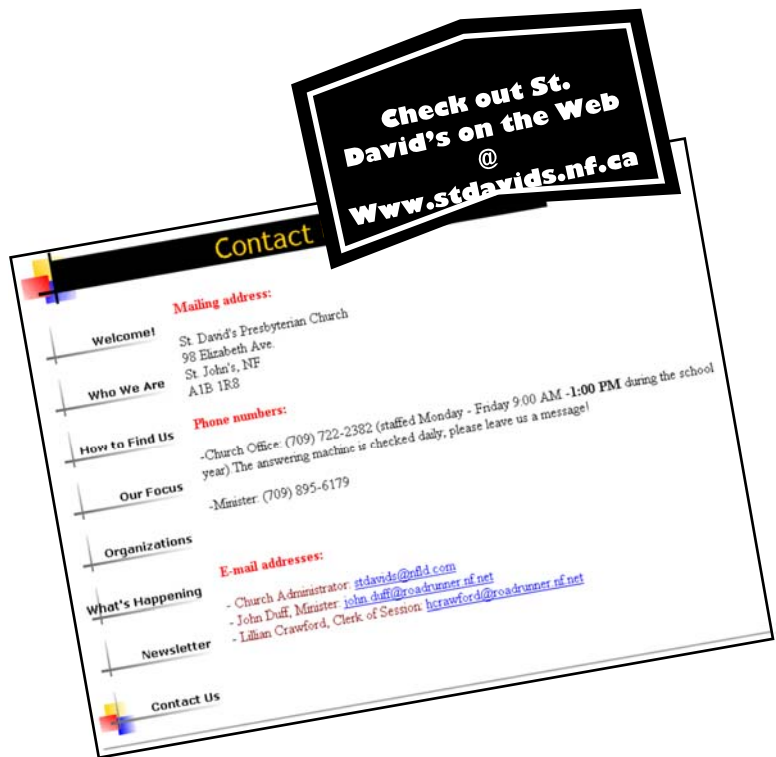 Check out St.
David's on the Web
@
Www.stdavids.nf.ca
Contact
Welcome!
Who We Are
How to Find Us
Our Focus
Organizations
What's Happening
Newsletter
Contact Us
Mailing address:
St. David's Presbyterian Church
98 Elizabeth Ave.
St. John's, NF
A1B 1R8
Phone numbers:
-Church Office: (709) 722-2382 (staffed Monday - Friday 9:00 AM -1:00 PM during the school
year).The answering machine is checked daily, please leave us a message!
-Minister: (709) 895-6179
E-mail addresses:
- Church Administrator: stdavids@nfld.com
- John Duff, Minister: john.duff@roadrunner.nf.net
- Lillian Crawford, Clerk of Session: hcrawford@roadrunner.nf.net